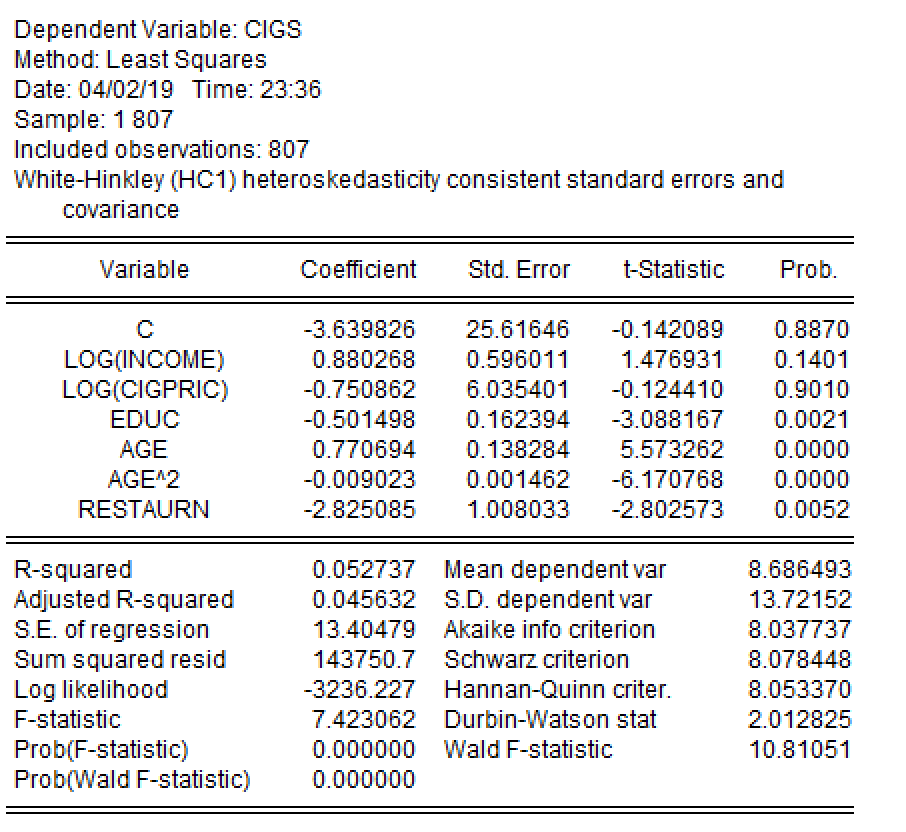 Dependent Variable: CIGS
Method: Least Squares
Date: 04/02/19 Time: 23:36
Sample: 1 807
Included observations: 807
White-Hinkley (HC1) heteroskedasticity consistent standard errors and
covariance
Variable Coefficient Std. Error t-Statistic Prob.
C -3.639826 25.61646 -0.142089 0.8870
LOG(INCOME) 0.880268 0.596011 1.476931 0.1401
LOG(CIGPRIC) -0.750862 6.035401 -0.124410 0.9010
EDUC -0.501498 0.162394 -3.088167 0.0021
AGE 0.770694 0.138284 5.573262 0.0000
AGE^2 -0.009023 0.001462 -6.170768 0.0000
RESTAURN -2.825085 1.008033 -2.802573 0.0052
R-squared 0.052737 Mean dependent var 8.686493
Adjusted R-squared 0.045632 S.D. dependent var 13.72152
S.E. of regression 13.40479 Akaike info criterion 8.037737
Sum squared resid 143750.7 Schwarz criterion 8.078448
Log likelihood -3236.227 Hannan-Quinn criter. 8.053370
F-statistic 7.423062 Durbin-Watson stat 2.012825
Prob(F-statistic) 0.000000 Wald F-statistic 10.81051
Prob(Wald F-statistic) 0.000000